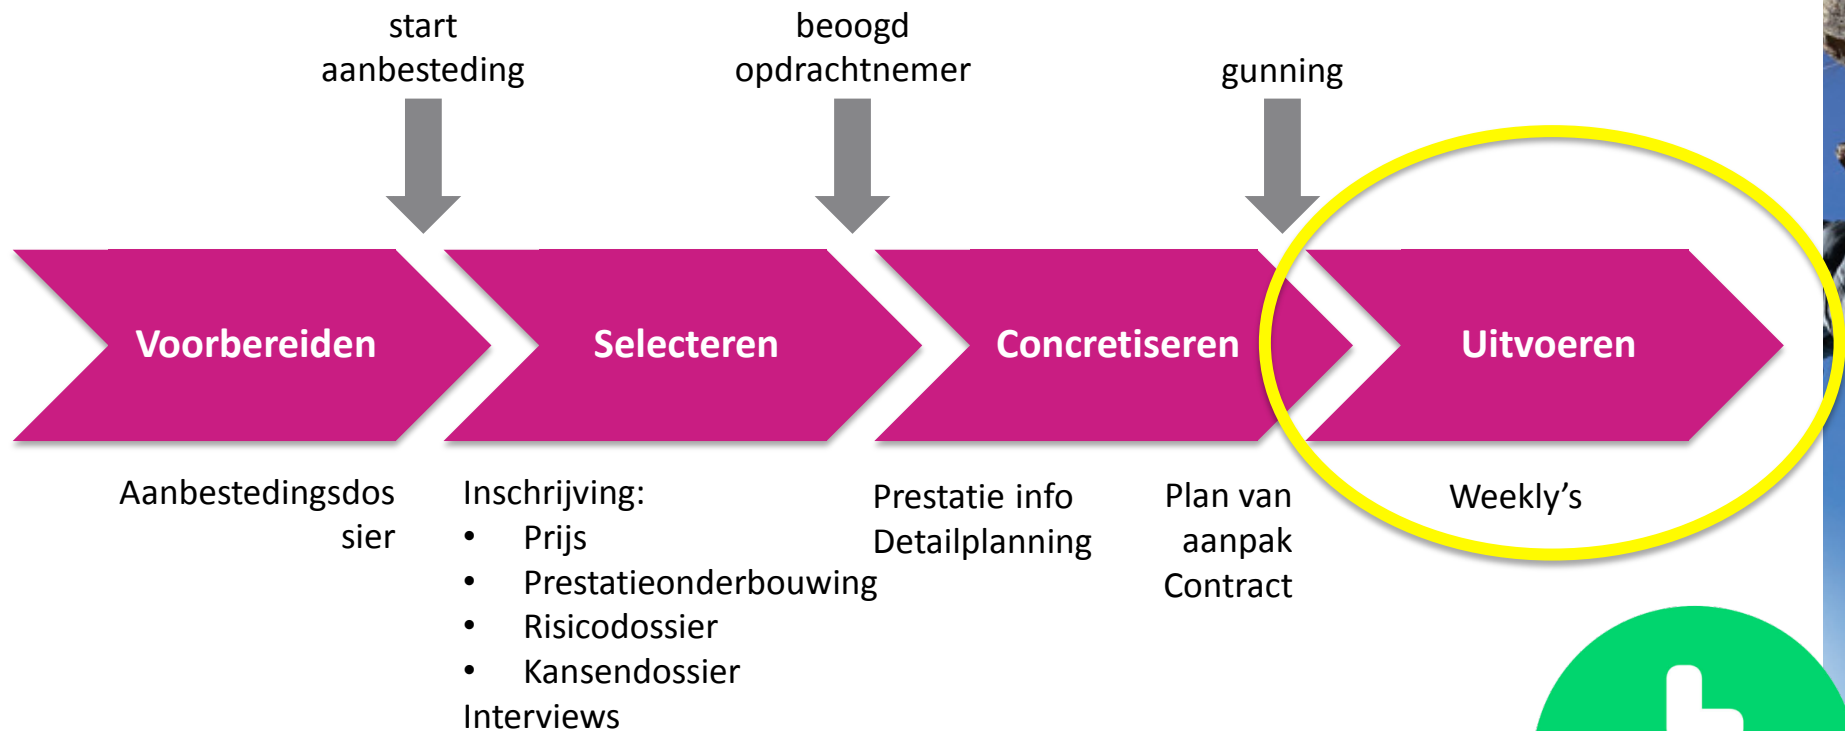 start
aanbesteding
beoogd
opdrachtnemer
gunning
Voorbereiden
Selecteren
Concretiseren
Uitvoeren
Aanbestedingsdos
sier
Inschrijving:
• Prijs
• Prestatieonderbouwing
• Risicodossier
• Kansendossier
Interviews
Prestatie info
Detailplanning
Plan van
aanpak
Contract
Weekly’s